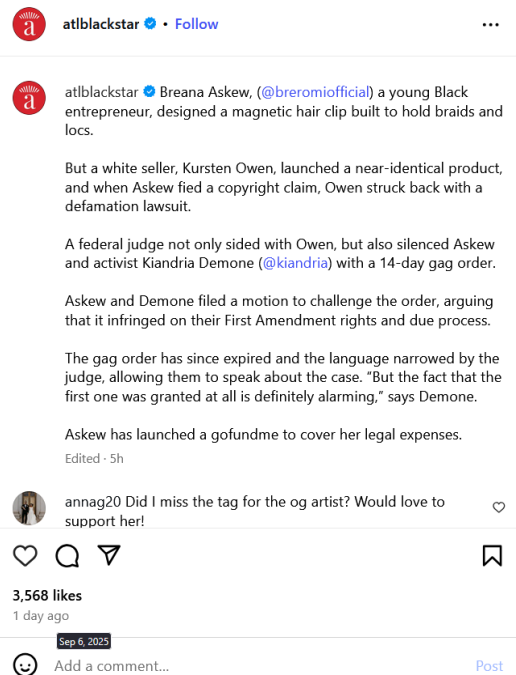 a
atlblackstar • Follow
a
atlblackstar Breana Askew, (@breromiofficial) a young Black
entrepreneur, designed a magnetic hair clip built to hold braids and
locs.
But a white seller, Kursten Owen, launched a near-identical product,
and when Askew fied a copyright claim, Owen struck back with a
defamation lawsuit.
A federal judge not only sided with Owen, but also silenced Askew
and activist Kiandria Demone (@kiandria) with a 14-day gag order.
Askew and Demone filed a motion to challenge the order, arguing
that it infringed on their First Amendment rights and due process.
The gag order has since expired and the language narrowed by the
judge, allowing them to speak about the case. “But the fact that the
first one was granted at all is definitely alarming,” says Demone.
Askew has launched a gofundme to cover her legal expenses.
Edited · 5h
annag20 Did I miss the tag for the og artist? Would love to
support her!
3,568 likes
1 day ago
Sep 6, 2025
Add a comment...
Post